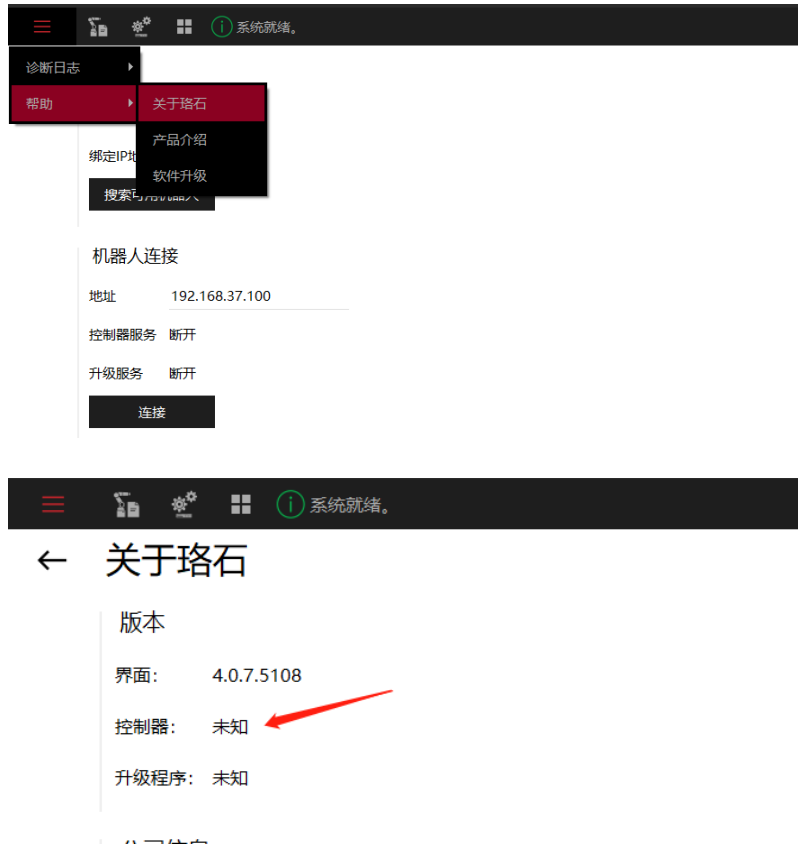 系统就绪。
诊断日志
帮助
关于珞石
产品介绍
软件升级
绑定IP地
搜索可用机器人
机器人连接
地址 192.168.37.100
控制器服务 断开
升级服务 断开
连接
系统就绪。
关于珞石
版本
界面： 4.0.7.5108
控制器： 未知
升级程序： 未知